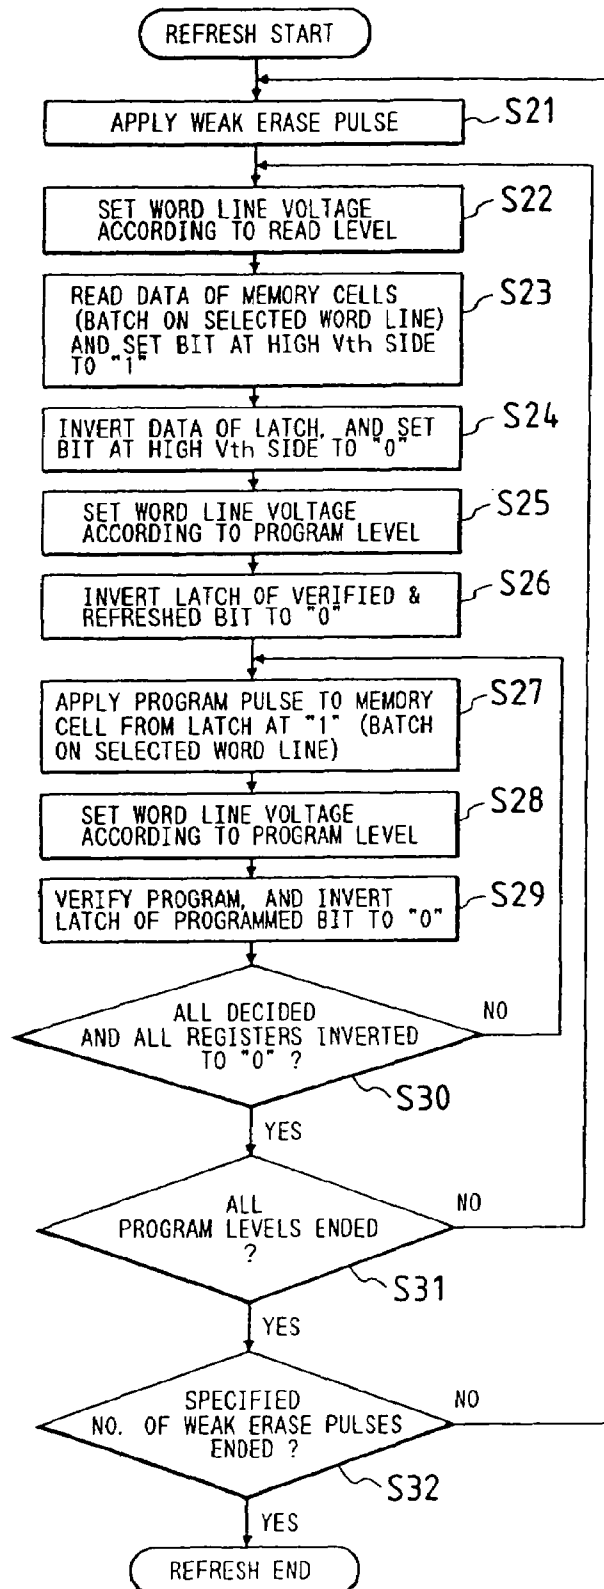 REFRESH START
APPLY WEAK ERASE PULSE
S21
SET WORD LINE VOLTAGE
ACCORDING TO READ LEVEL
S22
READ DATA OF MEMORY CELLS
(BATCH ON SELECTED WORD LINE)
AND SET BIT AT HIGH Vth SIDE
TO "1"
S23
INVERT DATA OF LATCH, AND SET
BIT AT HIGH Vth SIDE TO "0"
S24
SET WORD LINE VOLTAGE
ACCORDING TO PROGRAM LEVEL
S25
INVERT LATCH OF VERIFIED &
REFRESHED BIT TO "0"
S26
APPLY PROGRAM PULSE TO MEMORY
CELL FROM LATCH AT "1" (BATCH
ON SELECTED WORD LINE)
S27
SET WORD LINE VOLTAGE
ACCORDING TO PROGRAM LEVEL
S28
VERIFY PROGRAM, AND INVERT
LATCH OF PROGRAMMED BIT TO "0"
S29
ALL DECIDED
AND ALL REGISTERS INVERTED
TO "0" ?
NO
S30
YES
ALL
PROGRAM LEVELS ENDED
?
NO
S31
YES
SPECIFIED
NO. OF WEAK ERASE PULSES
ENDED ?
NO
S32
YES
REFRESH END